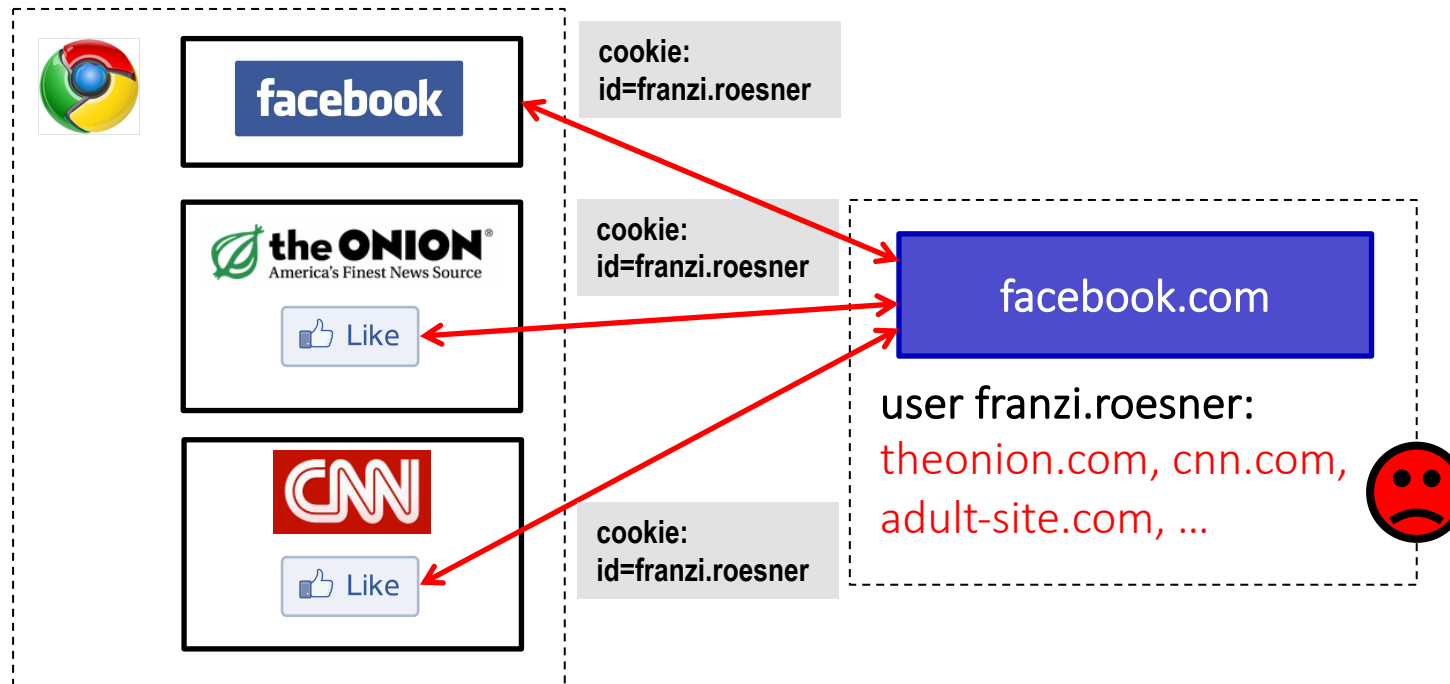 facebook
cookie:
id=franzi.roesner
the ONION®
America's Finest News Source
Like
cookie:
id=franzi.roesner
facebook.com
user franzi.roesner:
theonion.com, cnn.com,
adult-site.com, ...
CNN
Like
cookie:
id=franzi.roesner